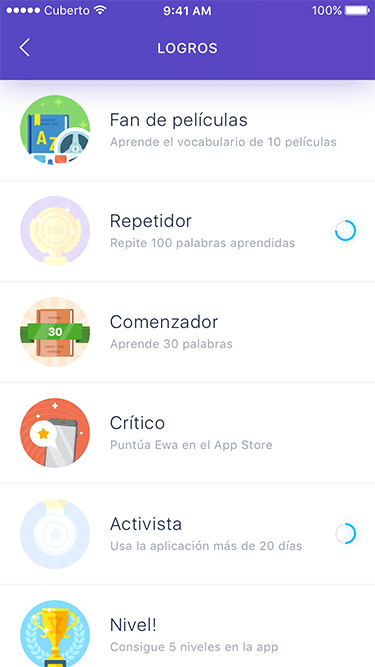 Cuberto 9:41 AM 100%
LOGROS
Fan de películas
Aprende el vocabulario de 10 películas
AZ
Repetidor
Repite 100 palabras aprendidas
100
Comenzador
Aprende 30 palabras
30
Crítico
Puntúa Ewa en el App Store
Activista
Usa la aplicación más de 20 días
Nivel!
Consigue 5 niveles en la app